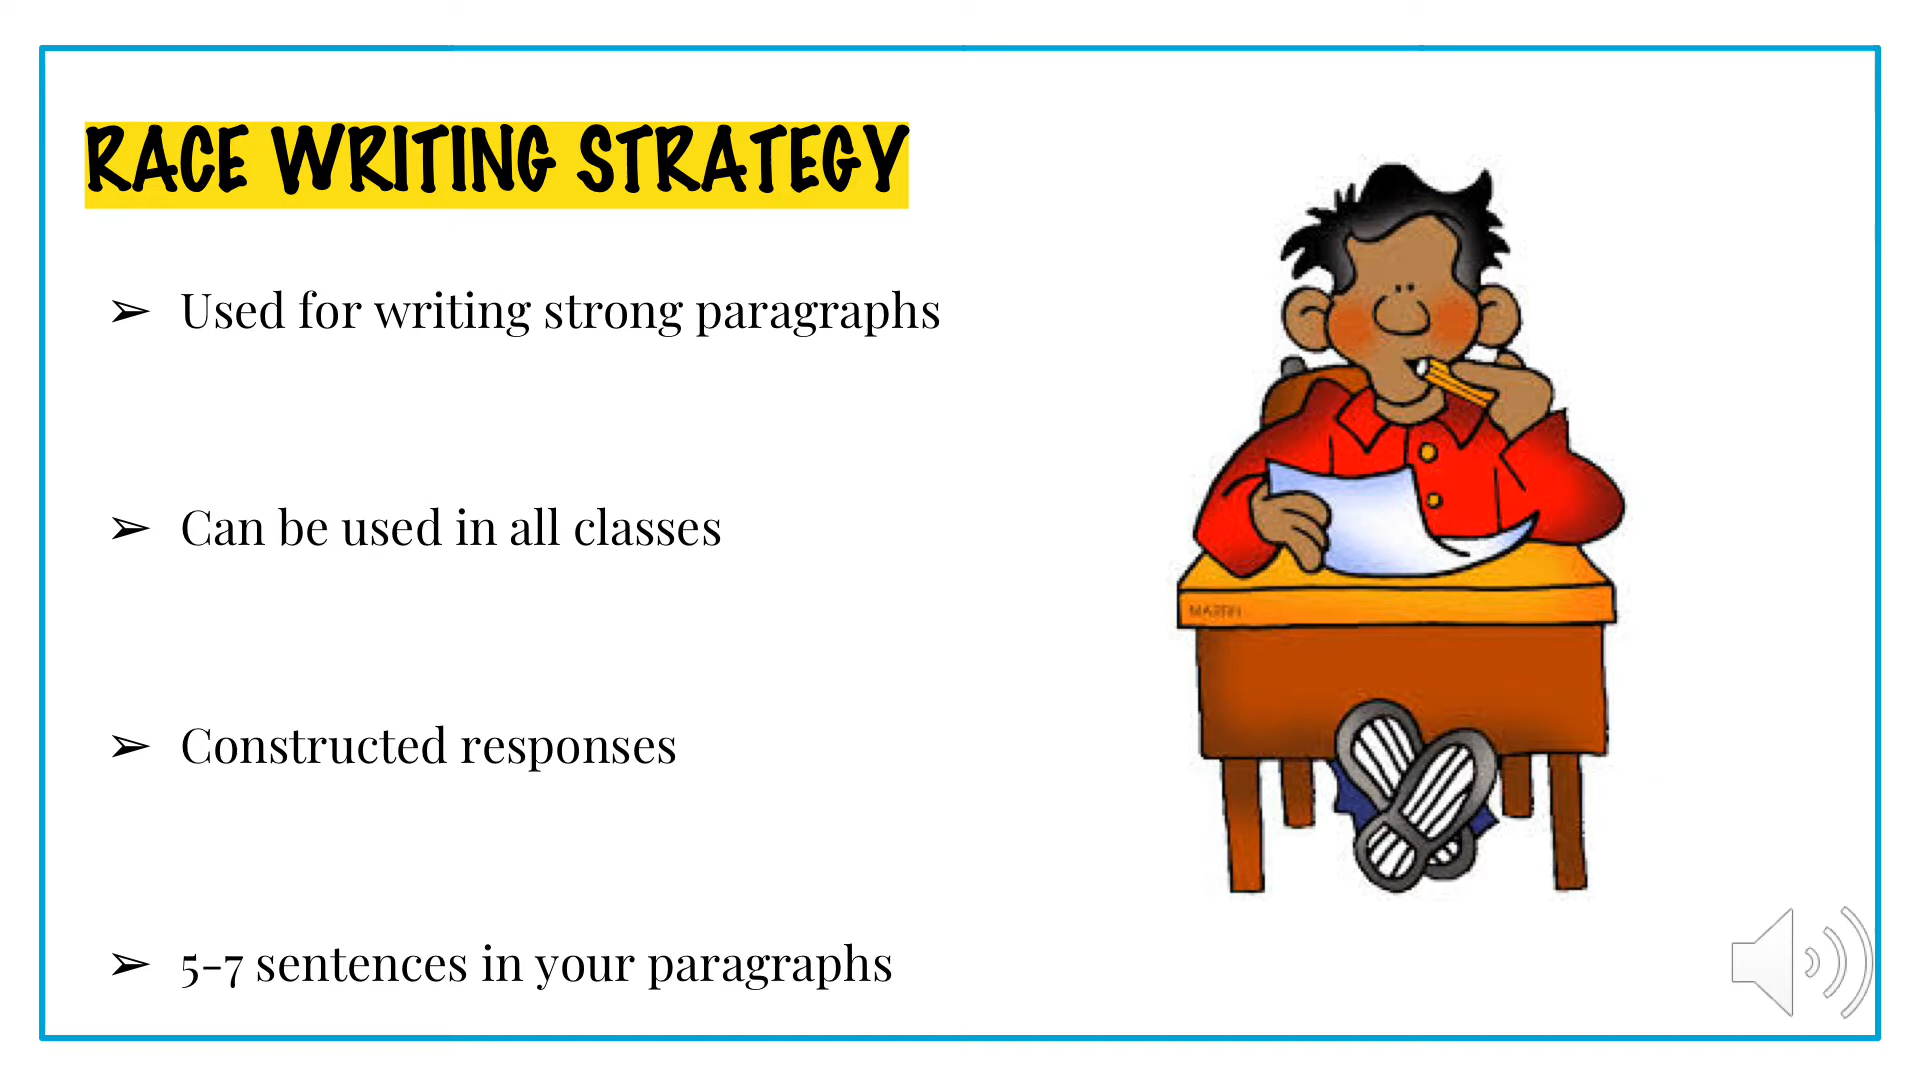 RACE WRITING STRATEGY
➢ Used for writing strong paragraphs
➢ Can be used in all classes
➢ Constructed responses
➢ 5-7 sentences in your paragraphs
MARTIN